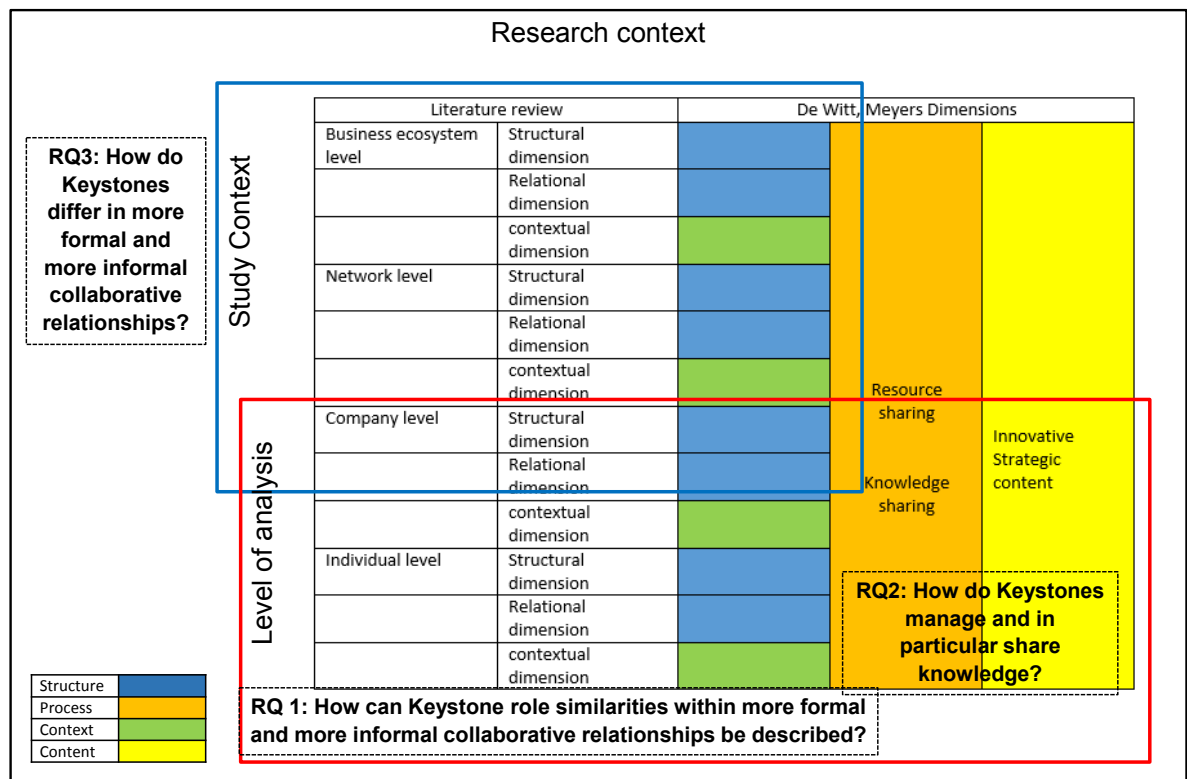 Research context
Literature review
De Witt, Meyers Dimensions
Business ecosystem
level
Structural
dimension
Relational
dimension
contextual
dimension
Network level
Structural
dimension
Relational
dimension
contextual
dimension
Company level
Structural
dimension
Relational
dimension
contextual
dimension
Individual level
Structural
dimension
Relational
dimension
contextual
dimension
Resource
sharing
Knowledge
sharing
Innovative
Strategic
content
Study Context
Level of analysis
RQ3: How do
Keystones
differ in more
formal and
more informal
collaborative
relationships?
RQ2: How do Keystones
manage and in
particular share
knowledge?
RQ 1: How can Keystone role similarities within more formal
and more informal collaborative relationships be described?
Structure
Process
Context
Content